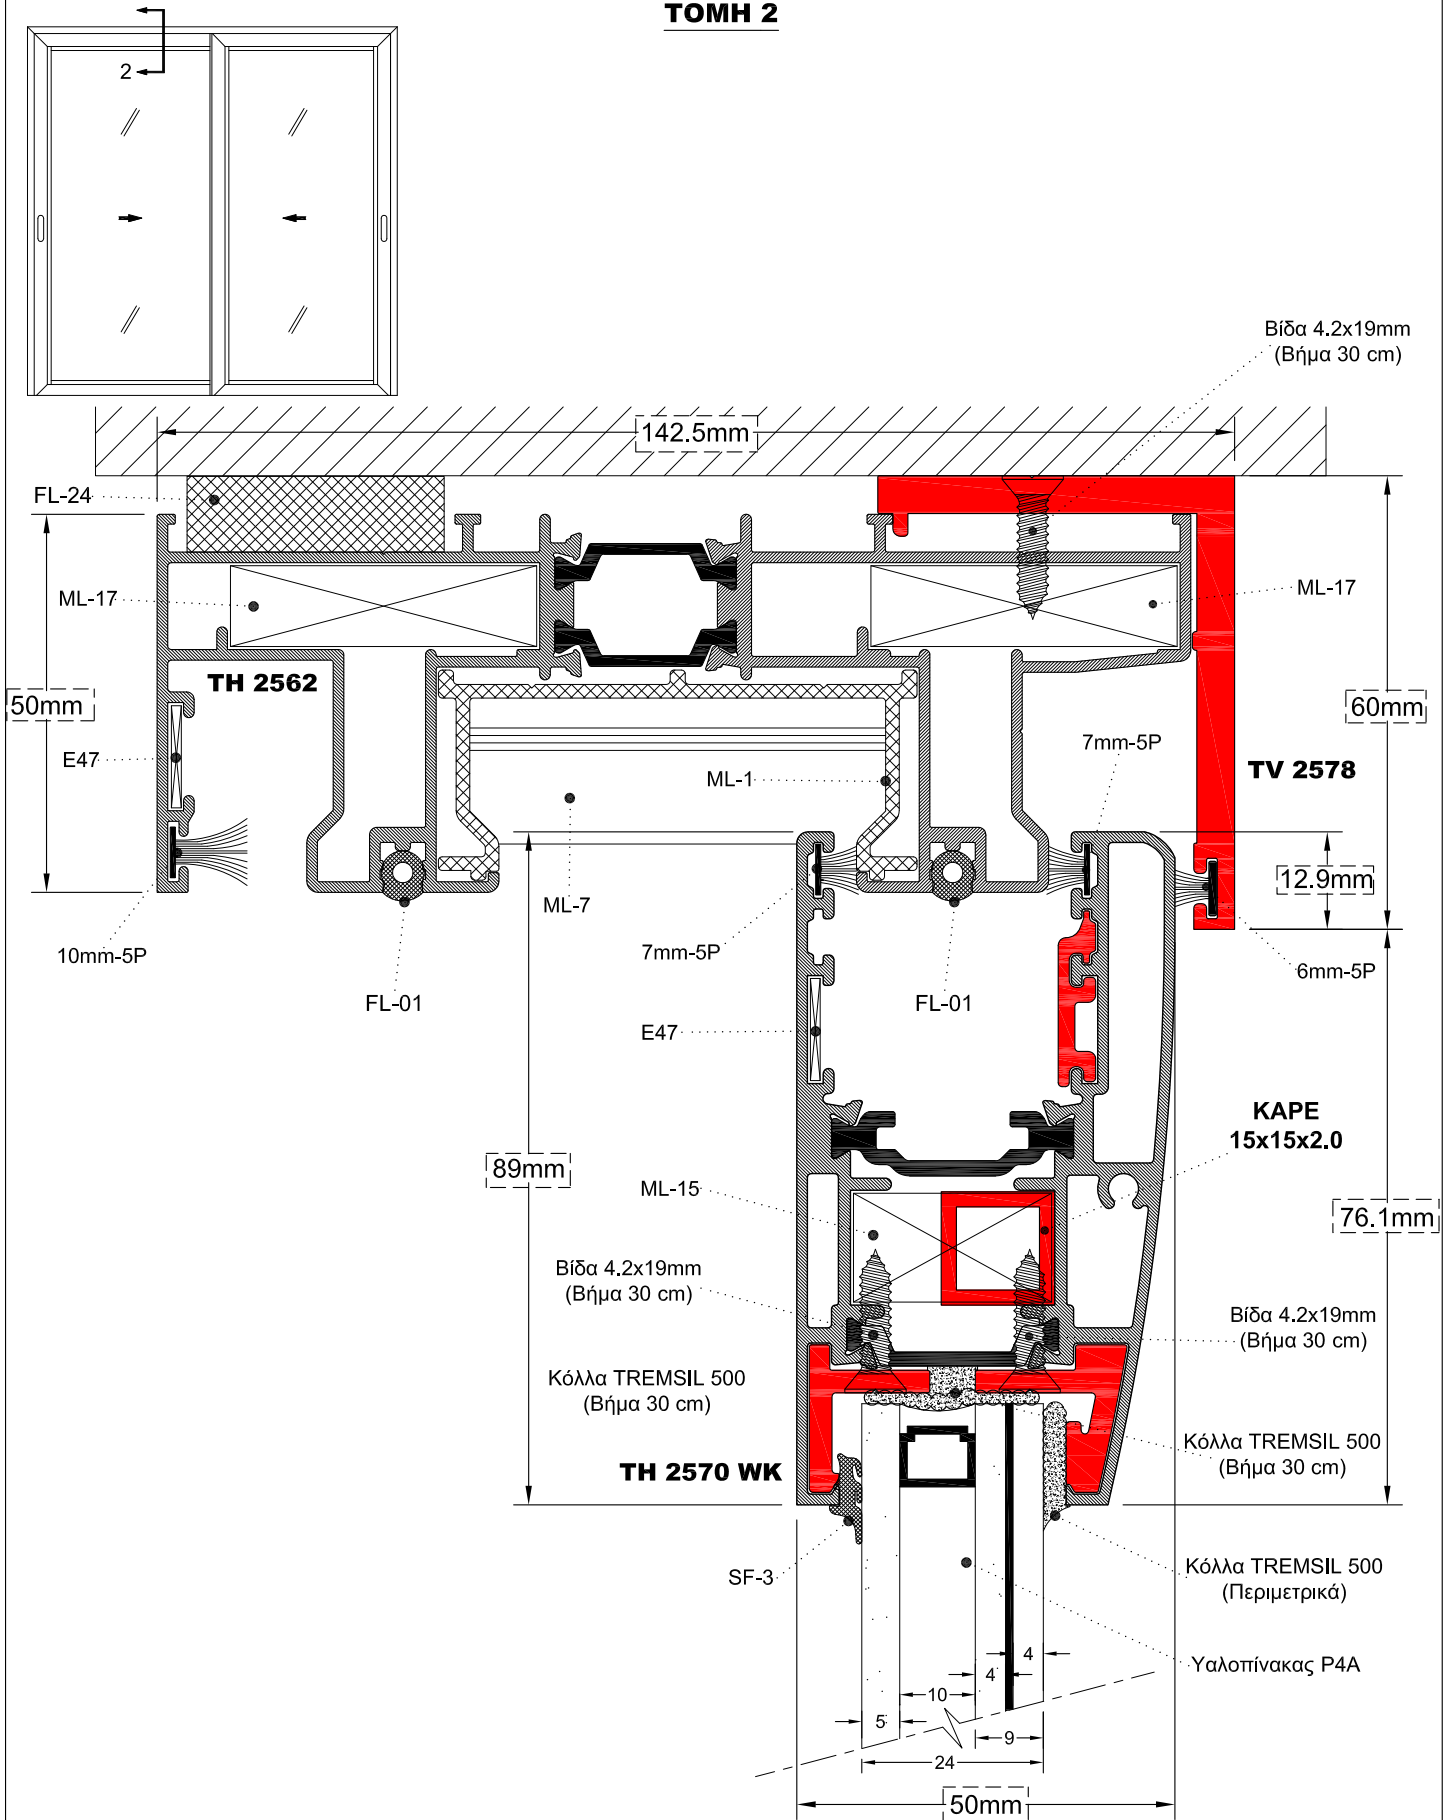 ΤΟΜΗ 2
2
Βίδα 4.2x19mm
(Βήμα 30 cm)
142.5mm
FL-24
ML-17
ML-17
TH 2562
50mm
60mm
E47
7mm-5P
ML-1
TV 2578
12.9mm
ML-7
10mm-5P
7mm-5P
6mm-5P
FL-01
FL-01
E47
ΚΑΡΕ
15x15x2.0
89mm
ML-15
76.1mm
Βίδα 4.2x19mm
(Βήμα 30 cm)
Βίδα 4.2x19mm
(Βήμα 30 cm)
Κόλλα TREMSIL 500
(Βήμα 30 cm)
Κόλλα TREMSIL 500
(Βήμα 30 cm)
TH 2570 WK
SF-3
Κόλλα TREMSIL 500
(Περιμετρικά)
Υαλοπίνακας P4A
4
4
10
5
9
24
50mm